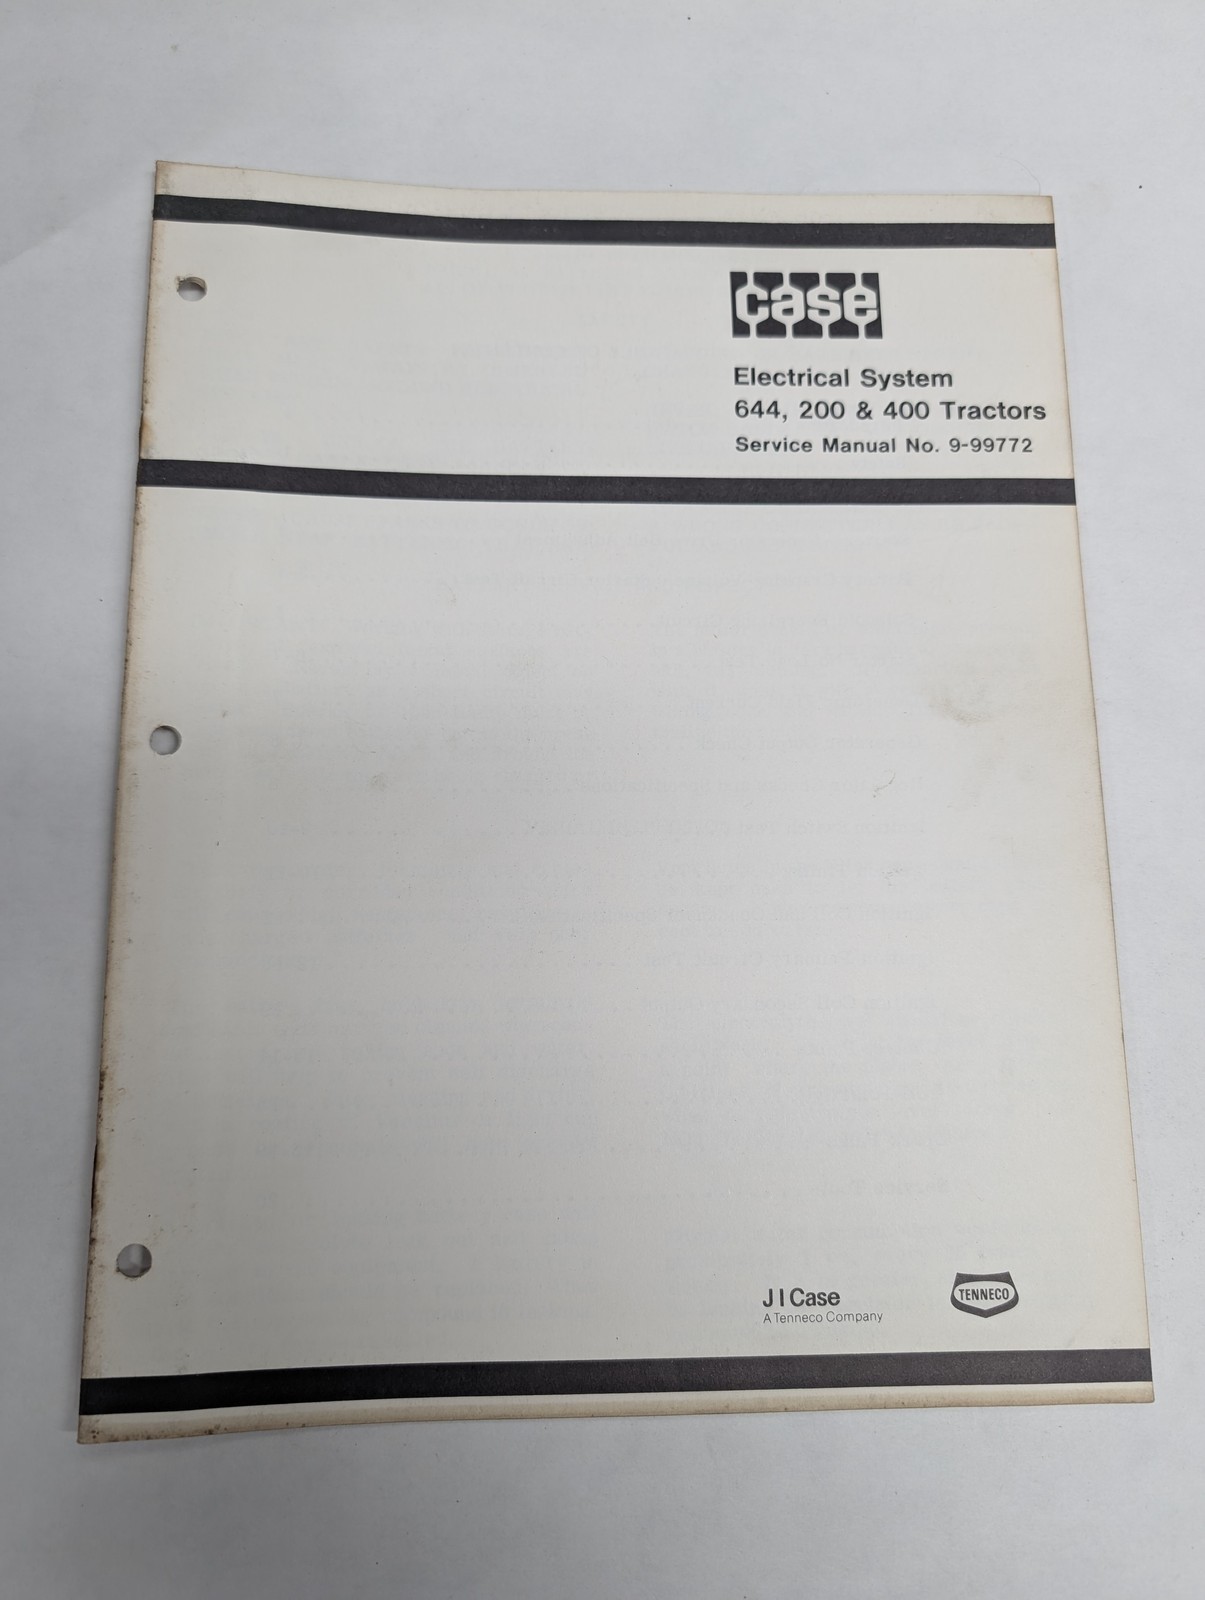 case
Electrical System
644, 200 & 400 Tractors
Service Manual No. 9-99772
J I Case
A Tenneco Company
TENNECO